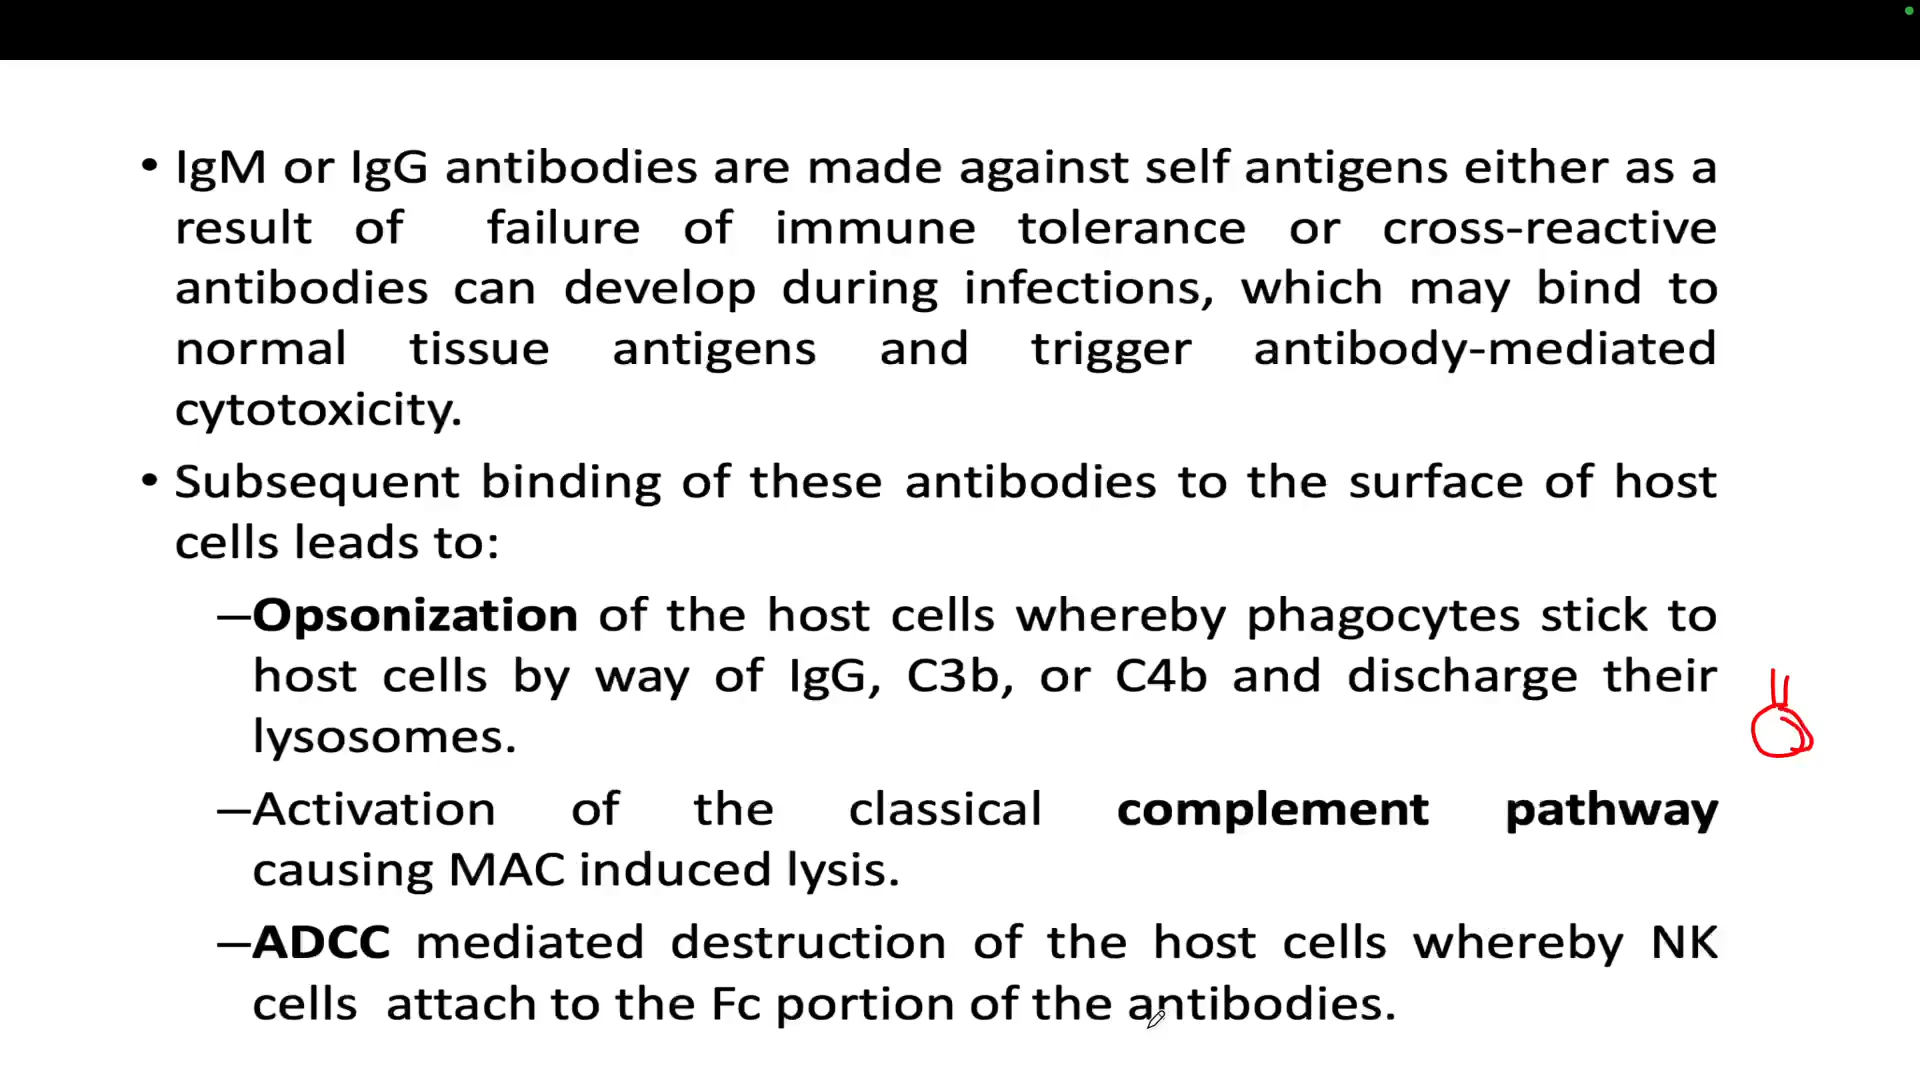 • IgM or IgG antibodies are made against self antigens either as a
result of failure of immune tolerance or cross-reactive
antibodies can develop during infections, which may bind to
normal tissue antigens and trigger antibody-mediated
cytotoxicity.
• Subsequent binding of these antibodies to the surface of host
cells leads to:
–Opsonization of the host cells whereby phagocytes stick to
host cells by way of IgG, C3b, or C4b and discharge their
lysosomes.
–Activation of the classical complement pathway
causing MAC induced lysis.
–ADCC mediated destruction of the host cells whereby NK
cells attach to the Fc portion of the antibodies.